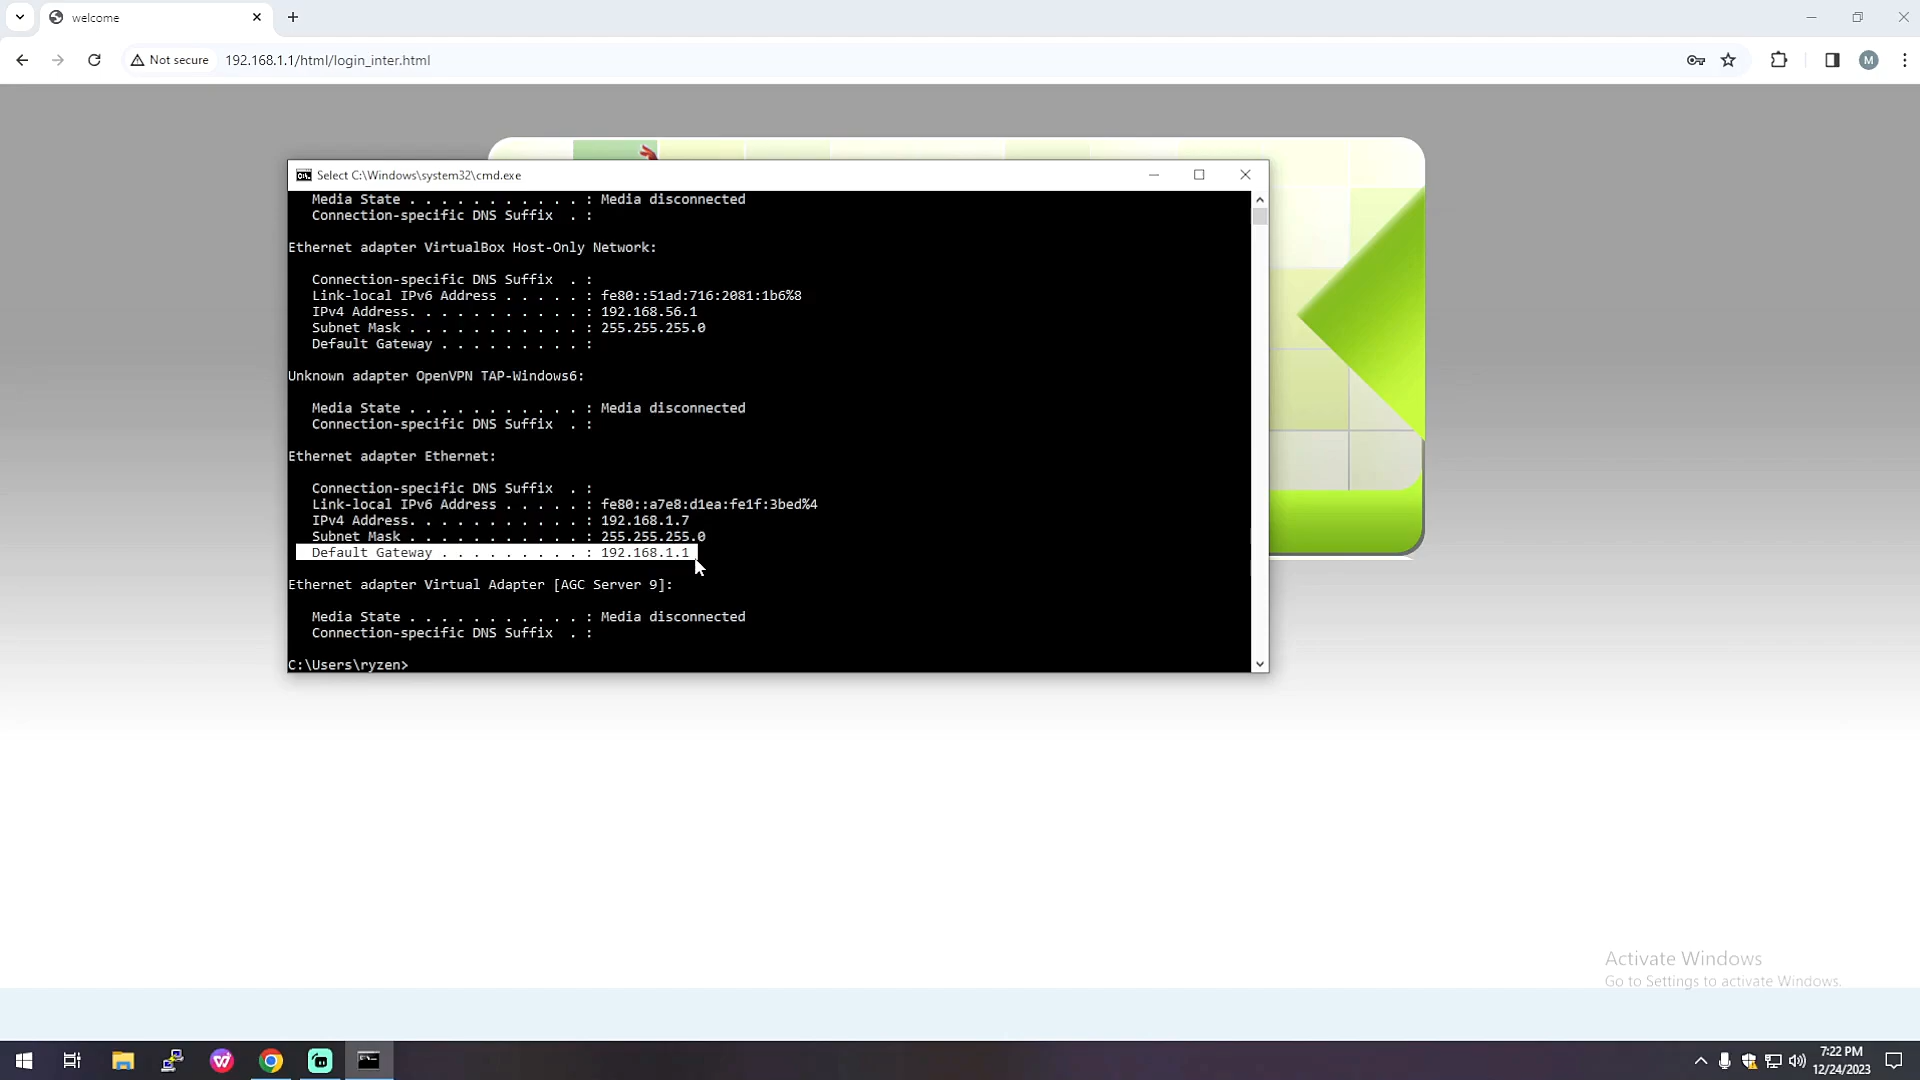 welcome
Not secure
192.168.1.1/html/login_inter.html
M
Select C:\Windows\system32\cmd.exe
Media State . . . . . . . . . . . : Media disconnected
Connection-specific DNS Suffix  . :
Ethernet adapter VirtualBox Host-Only Network:
Connection-specific DNS Suffix  . :
Link-local IPv6 Address . . . . . : fe80::51ad:716:2081:1b6%8
IPv4 Address. . . . . . . . . . . : 192.168.56.1
Subnet Mask . . . . . . . . . . . : 255.255.255.0
Default Gateway . . . . . . . . . :
Unknown adapter OpenVPN TAP-Windows6:
Media State . . . . . . . . . . . : Media disconnected
Connection-specific DNS Suffix  . :
Ethernet adapter Ethernet:
Connection-specific DNS Suffix  . :
Link-local IPv6 Address . . . . . : fe80::a7e8:d1ea:fe1f:3bed%4
IPv4 Address. . . . . . . . . . . : 192.168.1.7
Subnet Mask . . . . . . . . . . . : 255.255.255.0
Default Gateway . . . . . . . . . : 192.168.1.1
Ethernet adapter Virtual Adapter [AGC Server 9]:
Media State . . . . . . . . . . . : Media disconnected
Connection-specific DNS Suffix  . :
C:\Users\ryzen>
Activate Windows
Go to Settings to activate Windows.
7:22 PM
12/24/2023